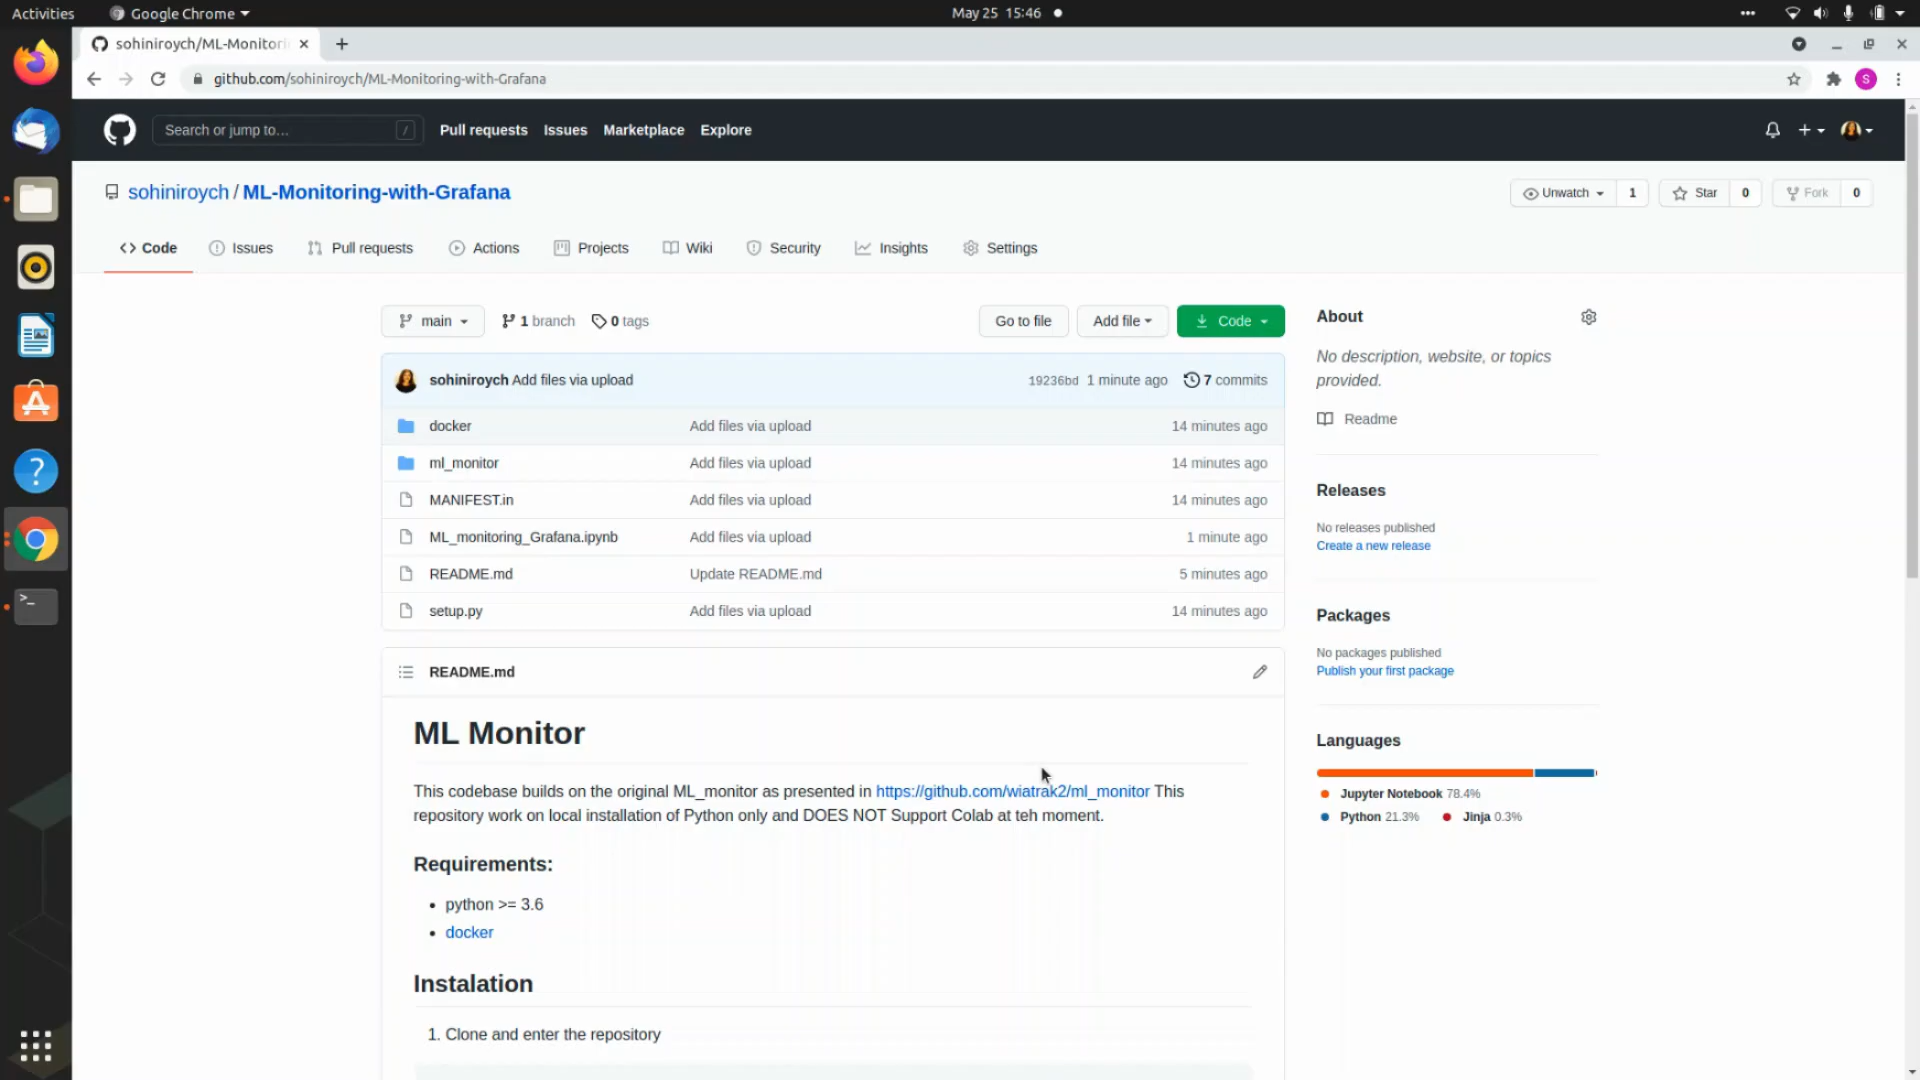 Activities Google Chrome May 25 15:46
sohiniroych/ML-Monitori
github.com/sohiniroych/ML-Monitoring-with-Grafana S
Search or jump to... / Pull requests Issues Marketplace Explore
sohiniroych / ML-Monitoring-with-Grafana Unwatch 1 Star 0 Fork 0
<> Code Issues Pull requests Actions Projects Wiki Security Insights Settings
main 1 branch 0 tags Go to file Add file Code
sohiniroych Add files via upload 19236bd 1 minute ago 7 commits
docker Add files via upload 14 minutes ago
ml_monitor Add files via upload 14 minutes ago
MANIFEST.in Add files via upload 14 minutes ago
ML_monitoring_Grafana.ipynb Add files via upload 1 minute ago
README.md Update README.md 5 minutes ago
setup.py Add files via upload 14 minutes ago
README.md
ML Monitor
This codebase builds on the original ML_monitor as presented in https://github.com/wiatrak2/ml_monitor This
repository work on local installation of Python only and DOES NOT Support Colab at teh moment.
Requirements:
• python >= 3.6
• docker
Instalation
1. Clone and enter the repository
About
No description, website, or topics
provided.
Readme
Releases
No releases published
Create a new release
Packages
No packages published
Publish your first package
Languages
Jupyter Notebook 78.4%
Python 21.3% Jinja 0.3%